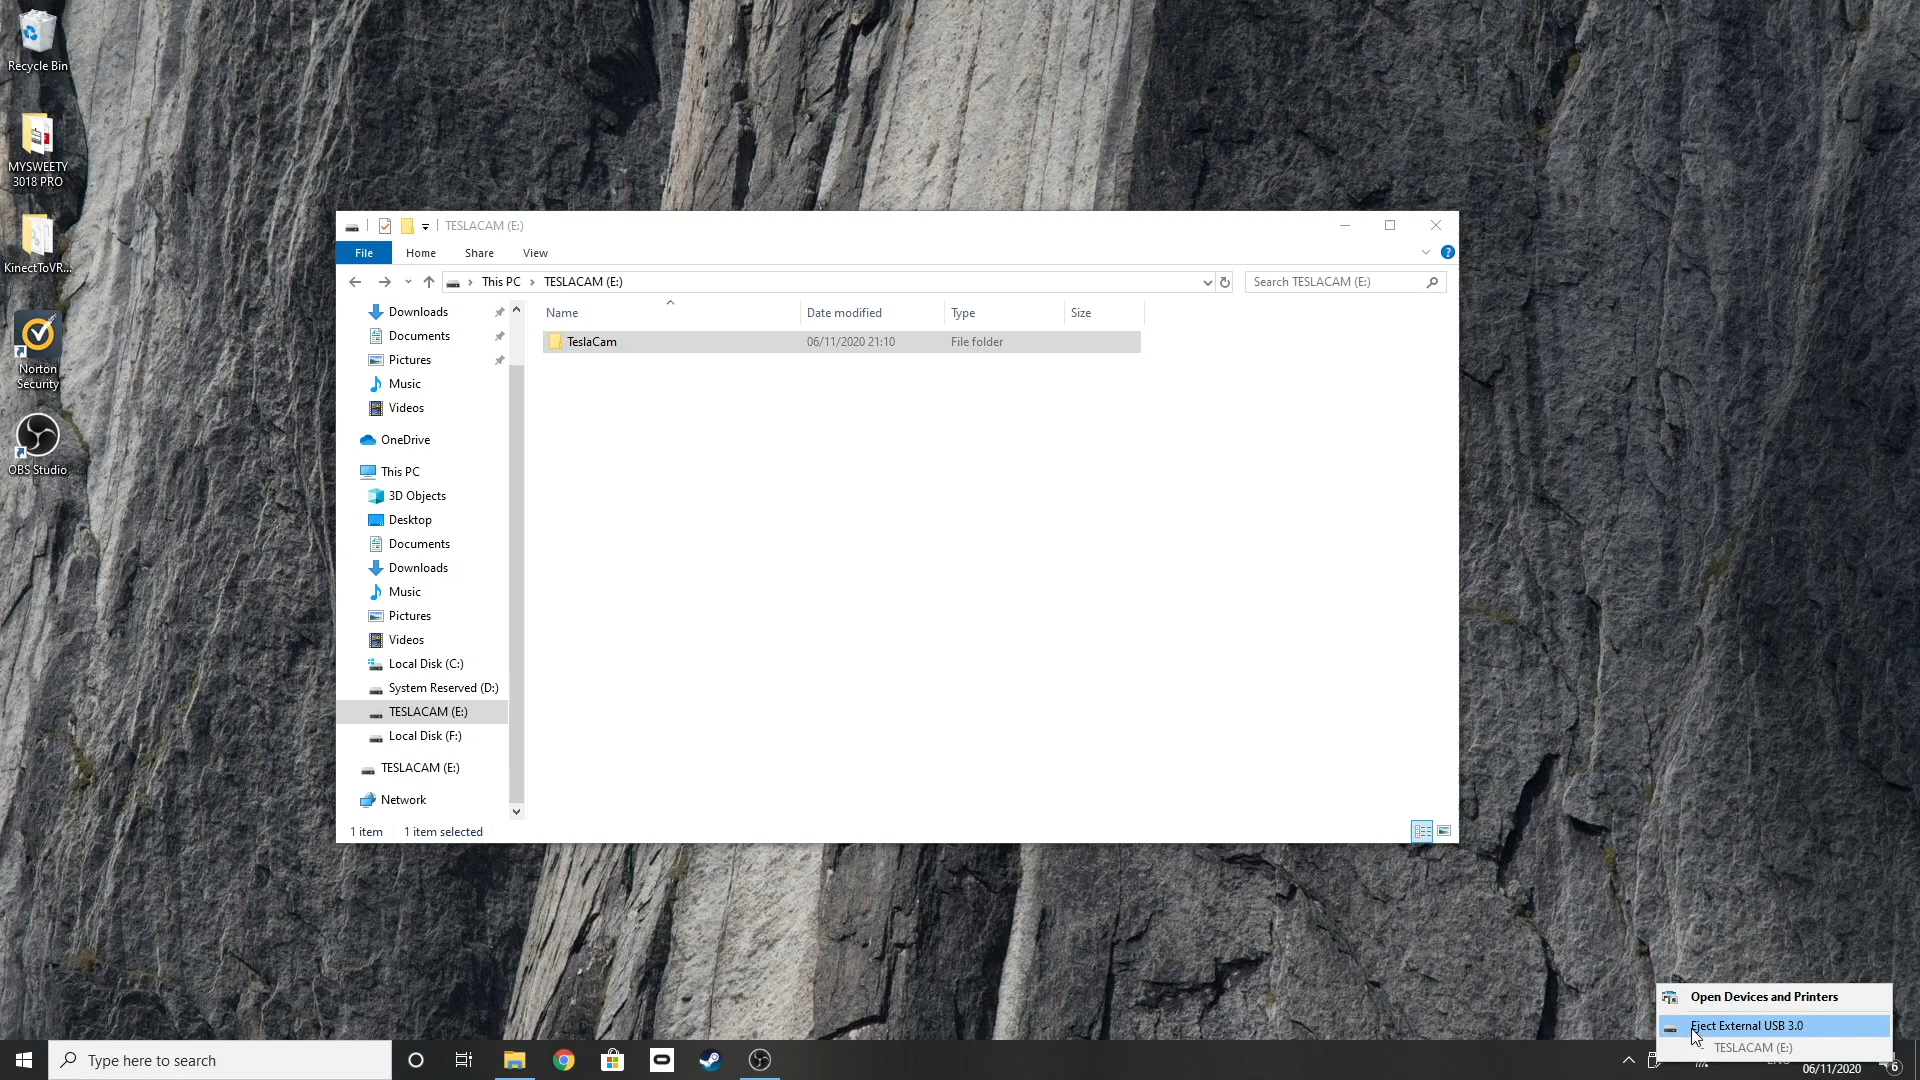 Recycle Bin
MYSWEETY
3018 PRO
KinectToVR...
Norton
Security
OBS Studio
TESLACAM (E:)
File
Home
Share
View
This PC
TESLACAM (E:)
Search TESLACAM (E:)
Downloads
Documents
Pictures
Music
Videos
OneDrive
This PC
3D Objects
Desktop
Documents
Downloads
Music
Pictures
Videos
Local Disk (C:)
System Reserved (D:)
TESLACAM (E:)
Local Disk (F:)
TESLACAM (E:)
Network
Name
Date modified
Type
Size
TeslaCam
06/11/2020 21:10
File folder
1 item
1 item selected
Open Devices and Printers
Eject External USB 3.0
TESLACAM (E:)
Type here to search
06/11/2020
6